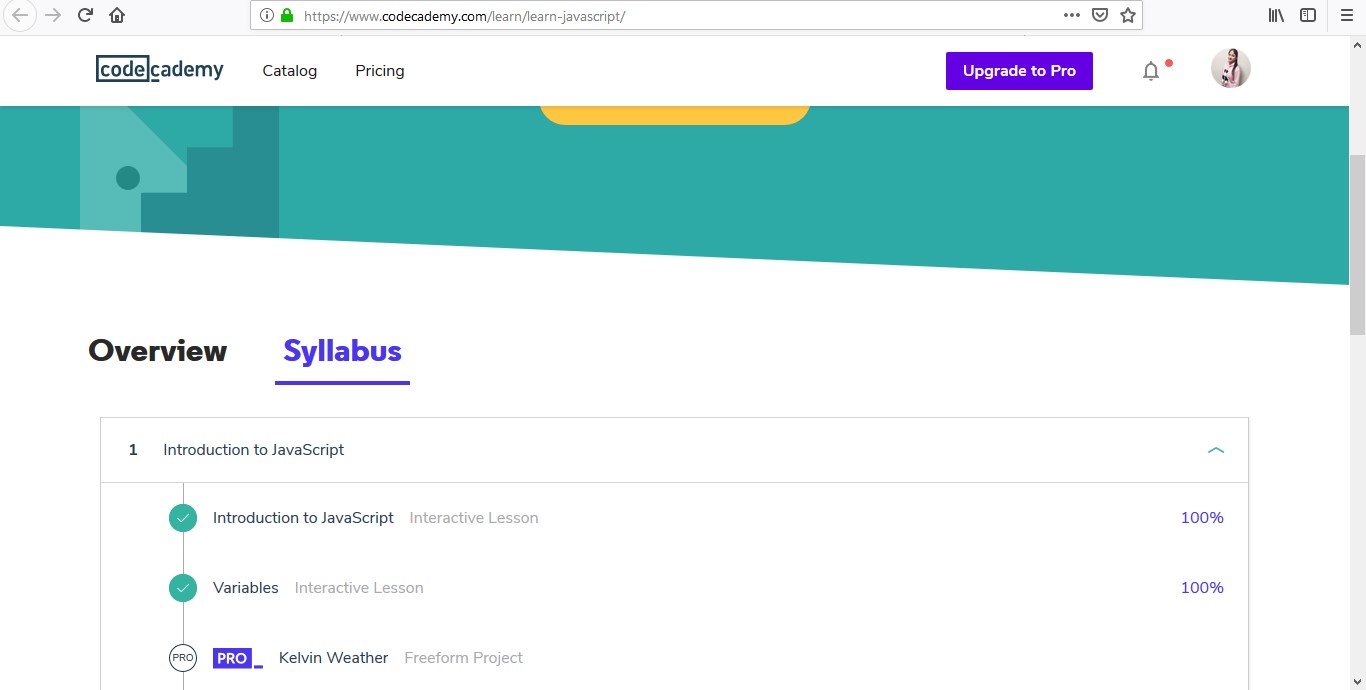 https://www.codecademy.com/learn/learn-javascript/
codecademy Catalog Pricing Upgrade to Pro
Overview Syllabus
1 Introduction to JavaScript
Introduction to JavaScript Interactive Lesson 100%
Variables Interactive Lesson 100%
PRO PRO_ Kelvin Weather Freeform Project